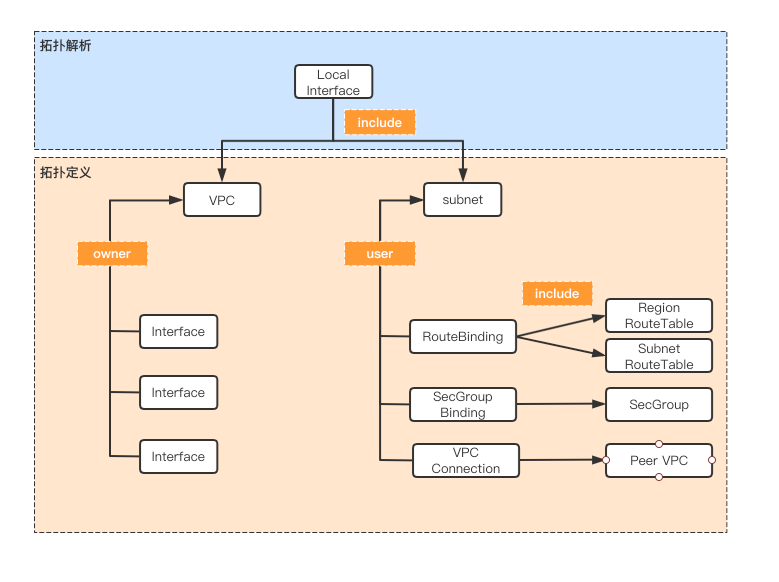 拓扑解析
Local
Interface
include
拓扑定义
VPC
subnet
owner
user
include
Region
RouteTable
Interface
RouteBinding
Subnet
RouteTable
Interface
SecGroup
Binding
SecGroup
Interface
VPC
Connection
Peer VPC